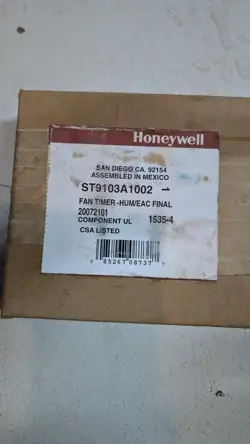 Honeywell
SAN DIEGO CA. 92154
ASSEMBLED IN MEXICO
ST9103A1002
FAN TIMER -HUM/EAC FINAL
20072101
COMPONENT UL 1535-4
CSA LISTED
0 85267 08737 7